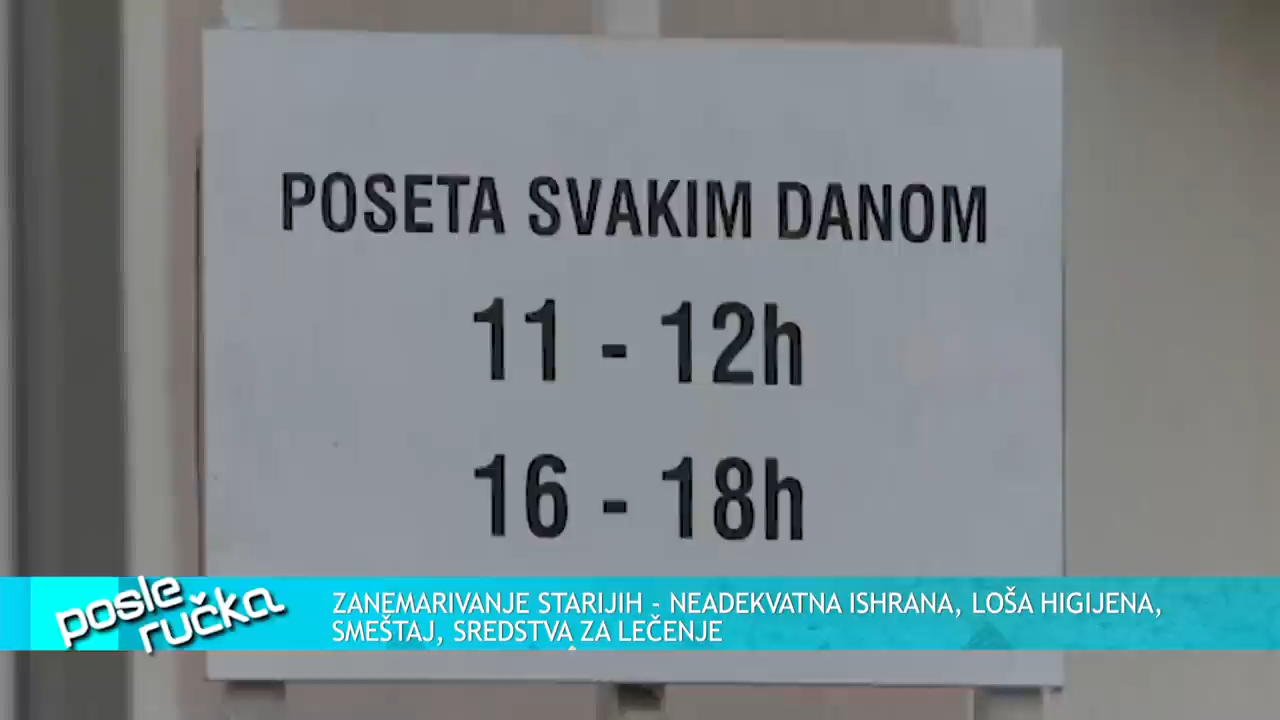 POSETA SVAKIM DANOM
11 - 12h
16 - 18h
posle
ručka
ZANEMARIVANJE STARIJIH - NEADEKVATNA ISHRANA, LOŠA HIGIJENA,
SMEŠTAJ, SREDSTVA ZA LEČENJE